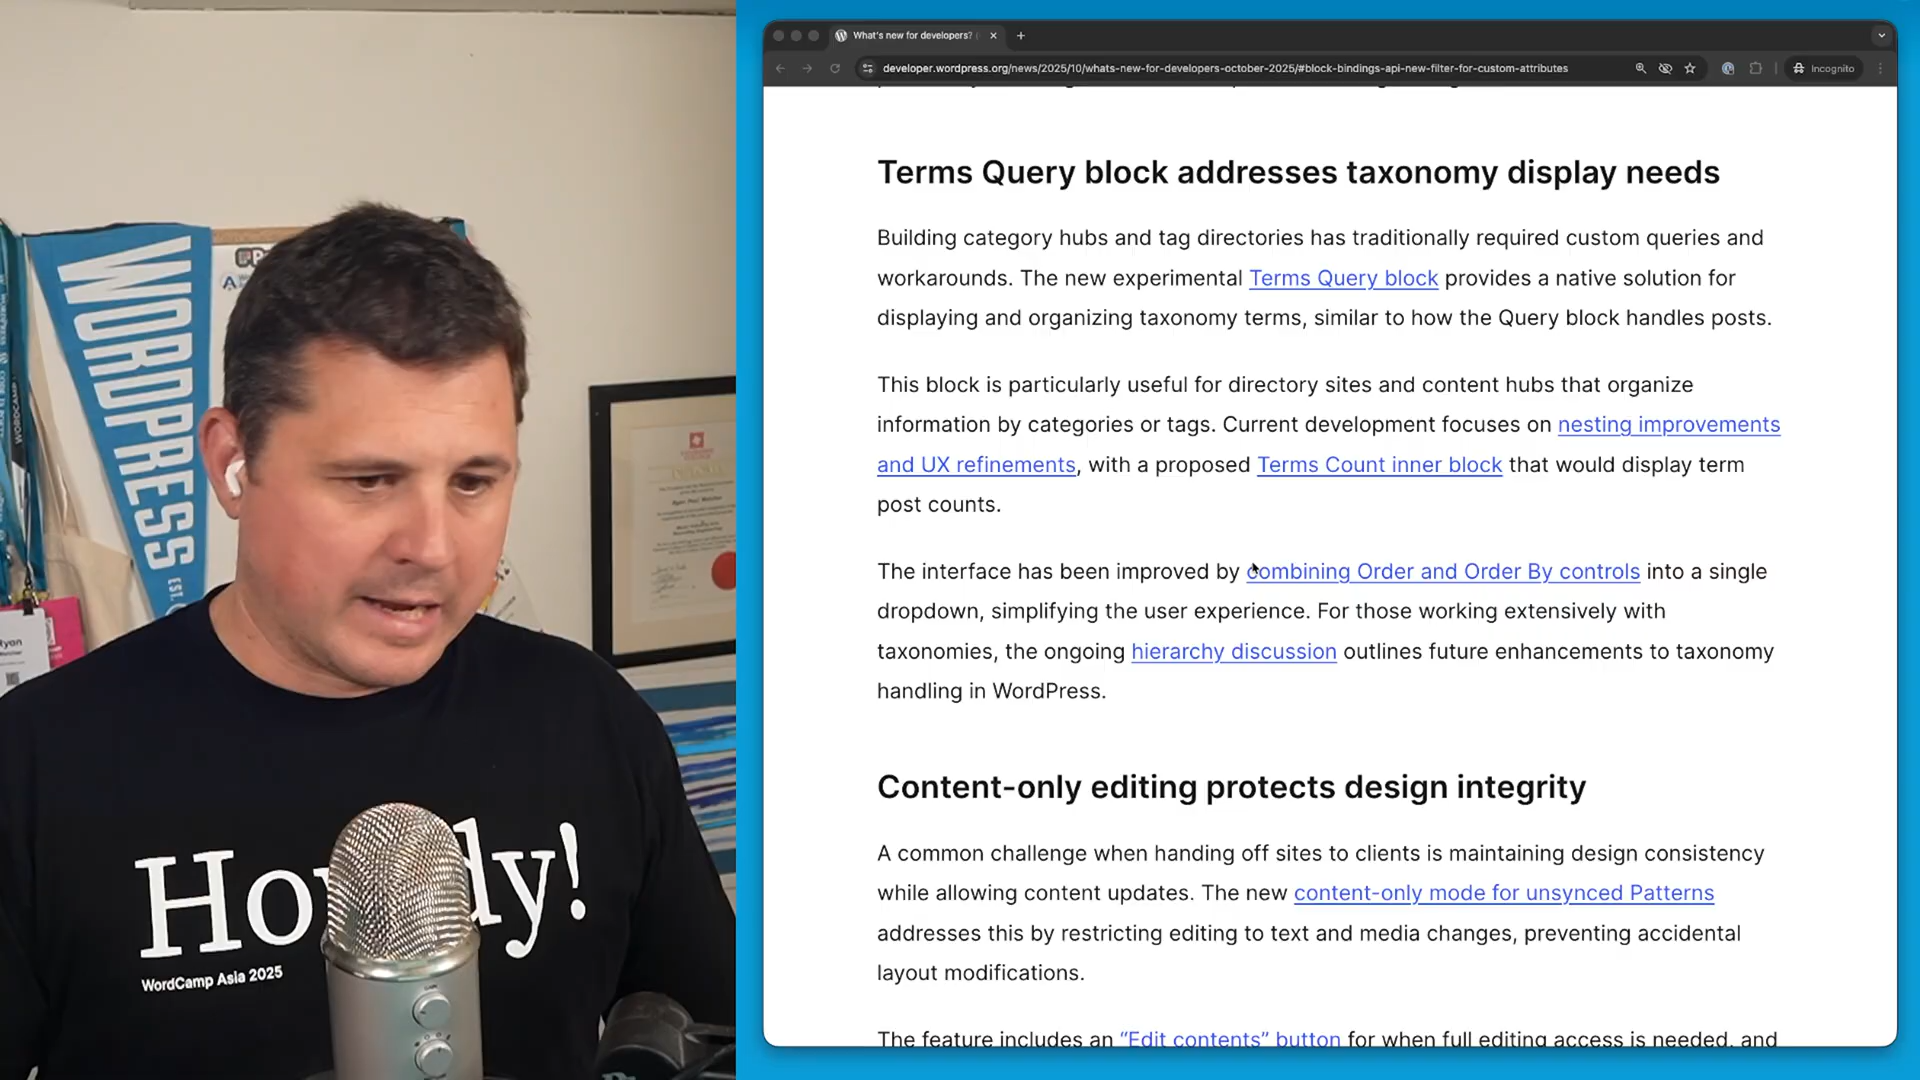 WORDPRESS
EST.
WORDCAMP
Ryan
Howdy!
WordCamp Asia 2025
What's new for developers?
developer.wordpress.org/news/2025/10/whats-new-for-developers-october-2025/#block-bindings-api-new-filter-for-custom-attributes
Incognito
Terms Query block addresses taxonomy display needs
Building category hubs and tag directories has traditionally required custom queries and
workarounds. The new experimental Terms Query block provides a native solution for
displaying and organizing taxonomy terms, similar to how the Query block handles posts.
This block is particularly useful for directory sites and content hubs that organize
information by categories or tags. Current development focuses on nesting improvements
and UX refinements, with a proposed Terms Count inner block that would display term
post counts.
The interface has been improved by combining Order and Order By controls into a single
dropdown, simplifying the user experience. For those working extensively with
taxonomies, the ongoing hierarchy discussion outlines future enhancements to taxonomy
handling in WordPress.
Content-only editing protects design integrity
A common challenge when handing off sites to clients is maintaining design consistency
while allowing content updates. The new content-only mode for unsynced Patterns
addresses this by restricting editing to text and media changes, preventing accidental
layout modifications.
The feature includes an “Edit contents” button for when full editing access is needed, and